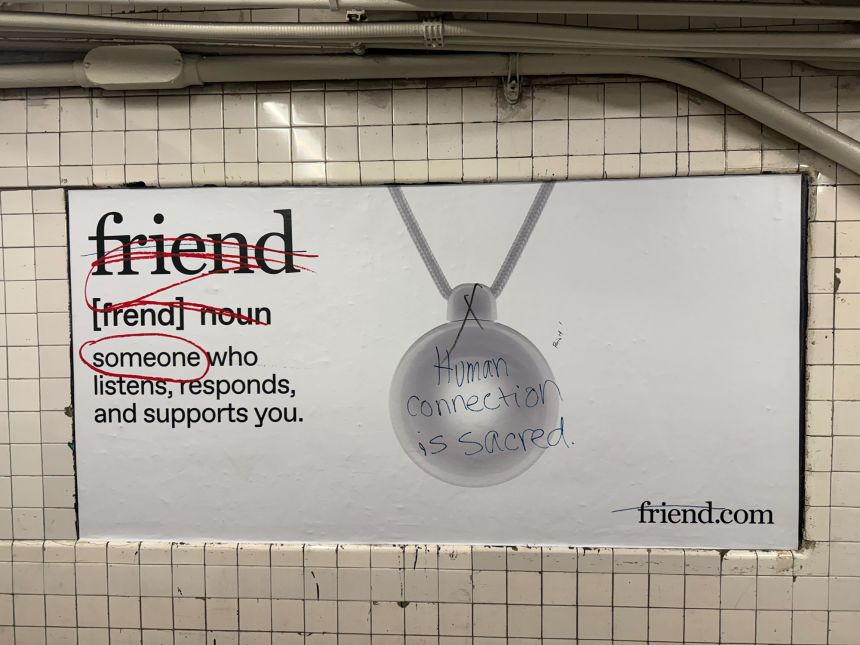 friend
[frend] noun
someone who
listens, responds,
and supports you.
Human
connection
is sacred.
friend.com